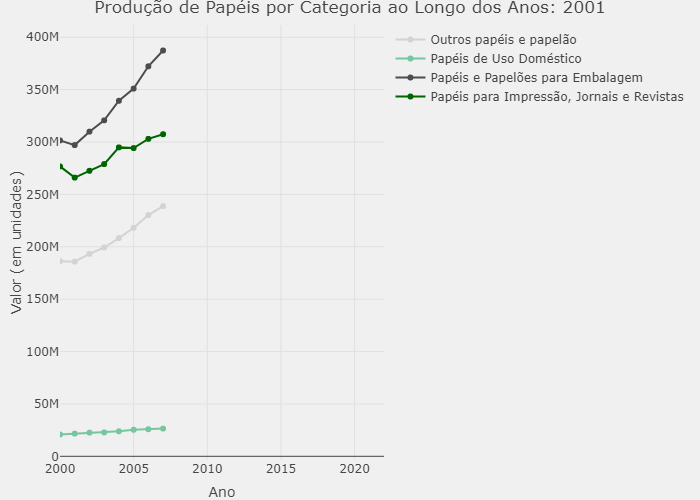 Produção de Papéis por Categoria ao Longo dos Anos: 2001
400M
350M
300M
250M
200M
150M
100M
50M
0
Valor (em unidades)
2000
2005
2010
2015
2020
Ano
Outros papéis e papelão
Papéis de Uso Doméstico
Papéis e Papelões para Embalagem
Papéis para Impressão, Jornais e Revistas